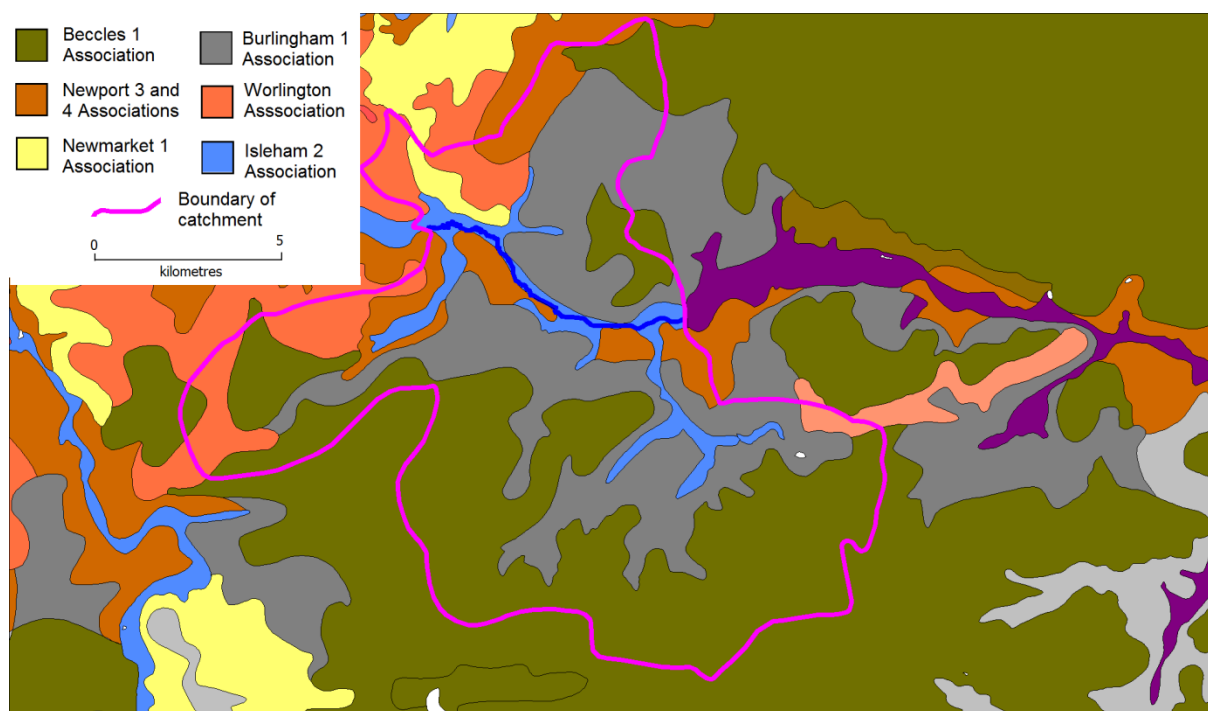 Beccles 1
Association
Burlingham 1
Association
Newport 3 and
4 Associations
Worlington
Asssociation
Newmarket 1
Association
Isleham 2
Association
Boundary of
catchment
0
5
kilometres